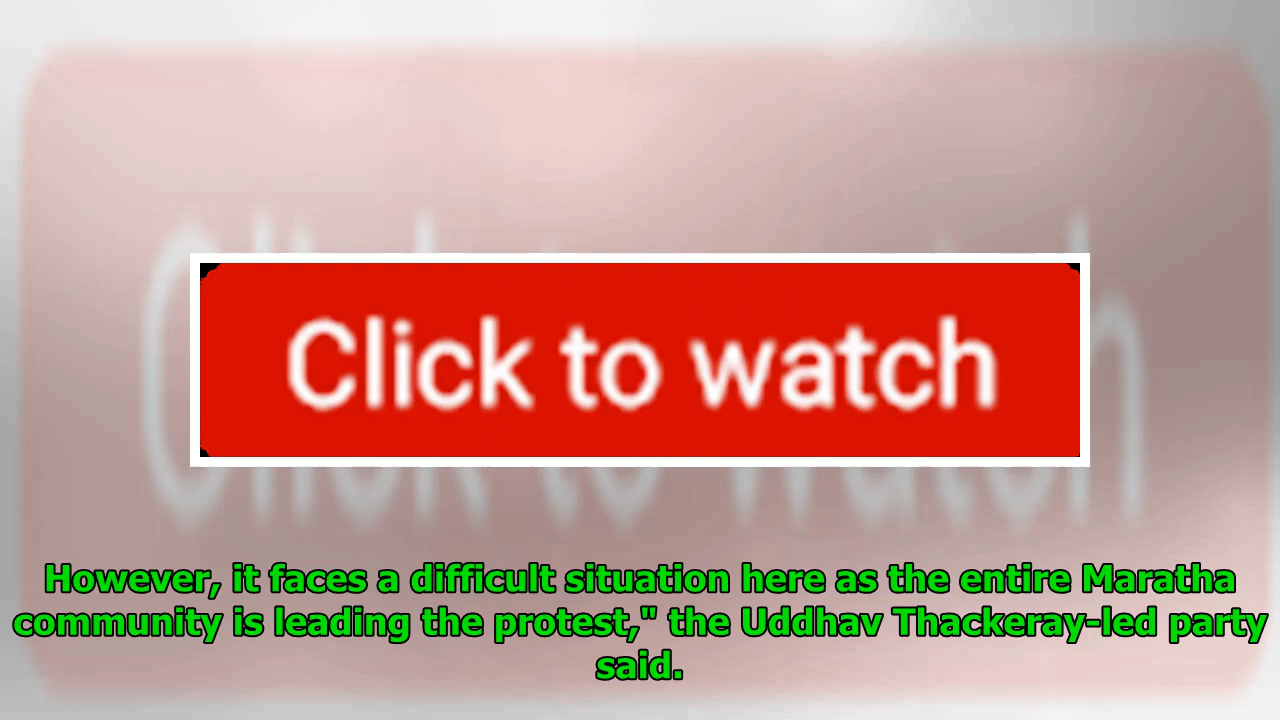 Click to watch
However, it faces a difficult situation here as the entire Maratha
community is leading the protest," the Uddhav Thackeray-led party
said.